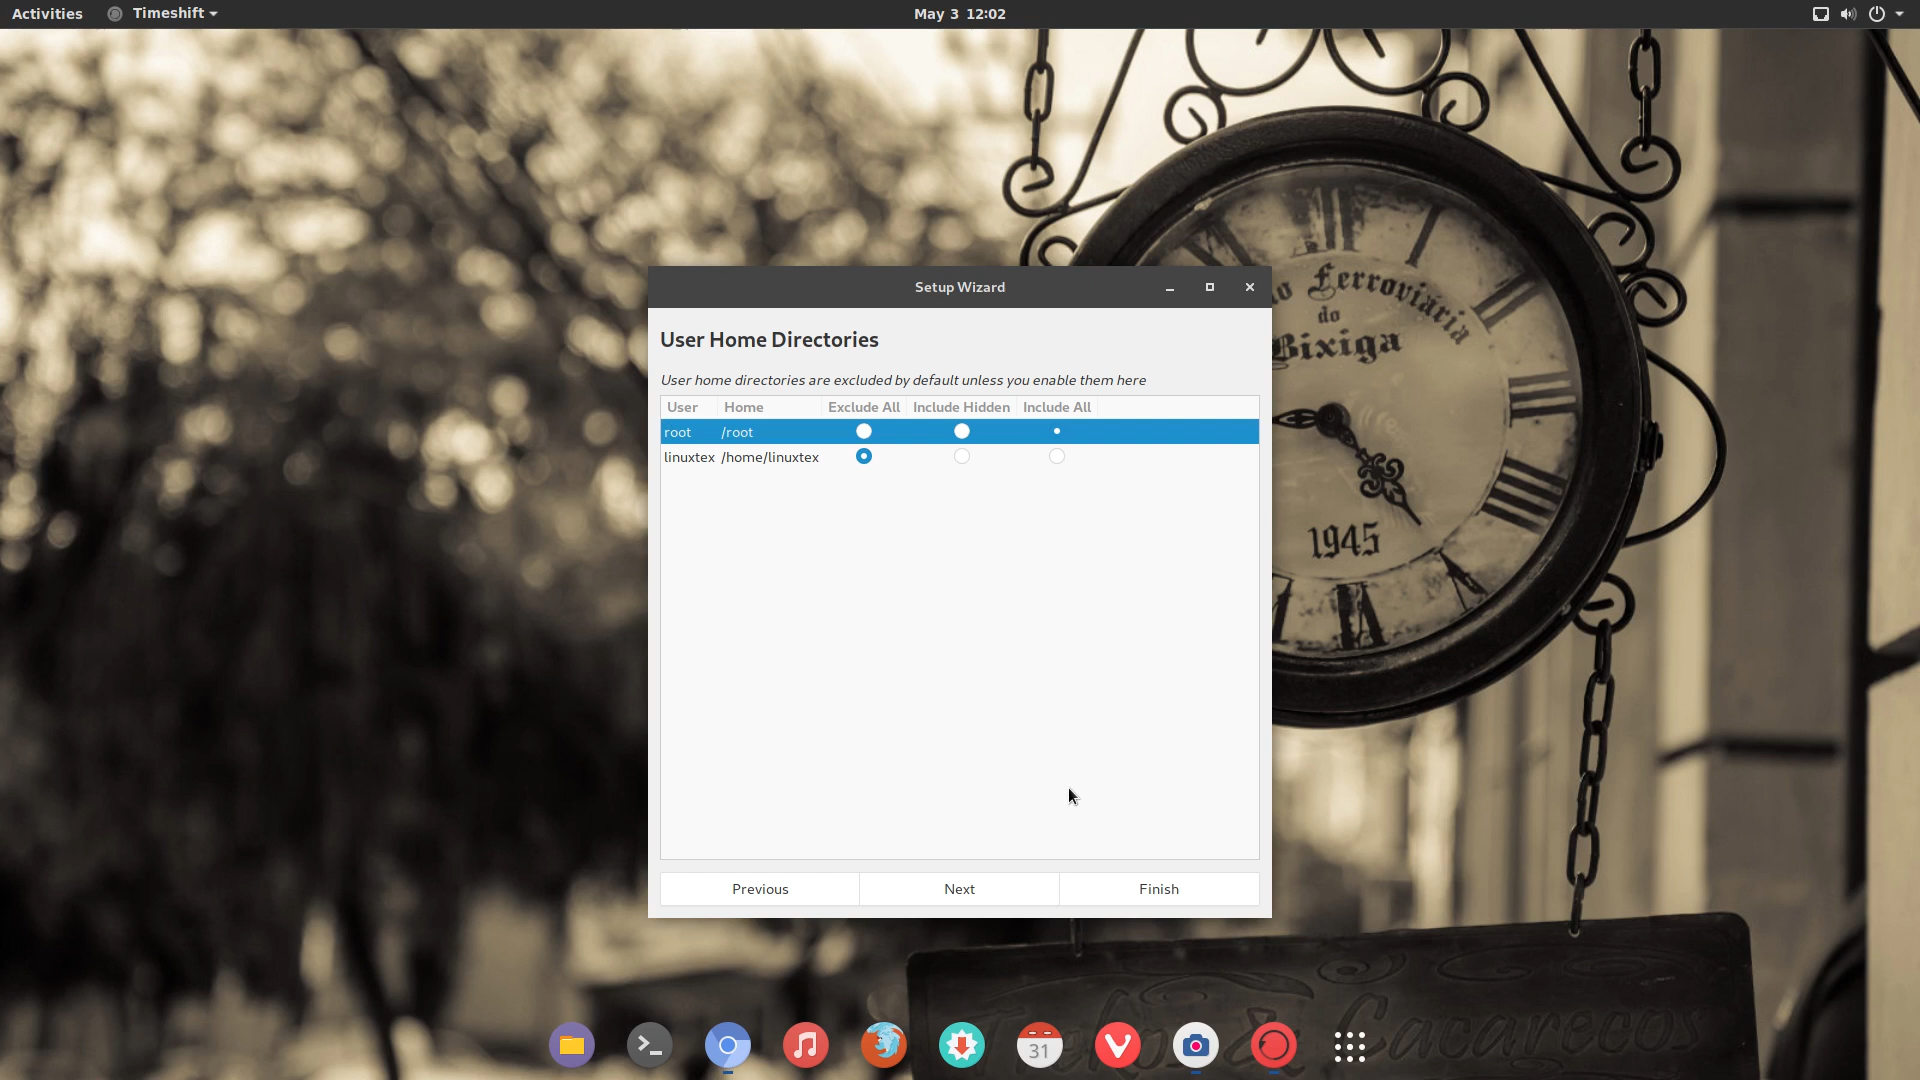 Activities
Timeshift
May 3 12:02
Setup Wizard
User Home Directories
User home directories are excluded by default unless you enable them here
User Home Exclude All Include Hidden Include All
root /root
linuxtex /home/linuxtex
Previous Next Finish
Ferroviária
do
Bixiga
1945
31